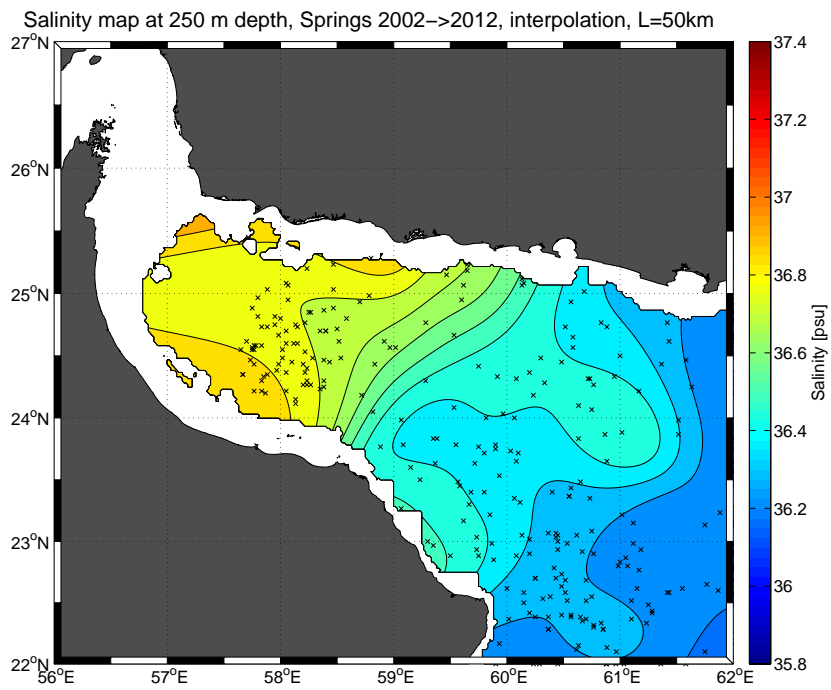 Salinity map at 250 m depth, Springs 2002−>2012, interpolation, L=50km
27°N
26°N
25°N
24°N
23°N
22°N
56°E
57°E
58°E
59°E
60°E
61°E
62°E
37.4
37.2
37
36.8
36.6
36.4
36.2
36
35.8
Salinity [psu]